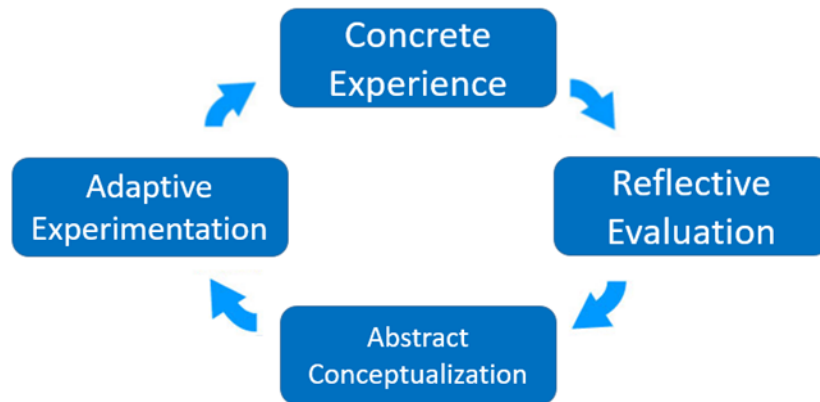 Concrete
Experience
Reflective
Evaluation
Abstract
Conceptualization
Adaptive
Experimentation